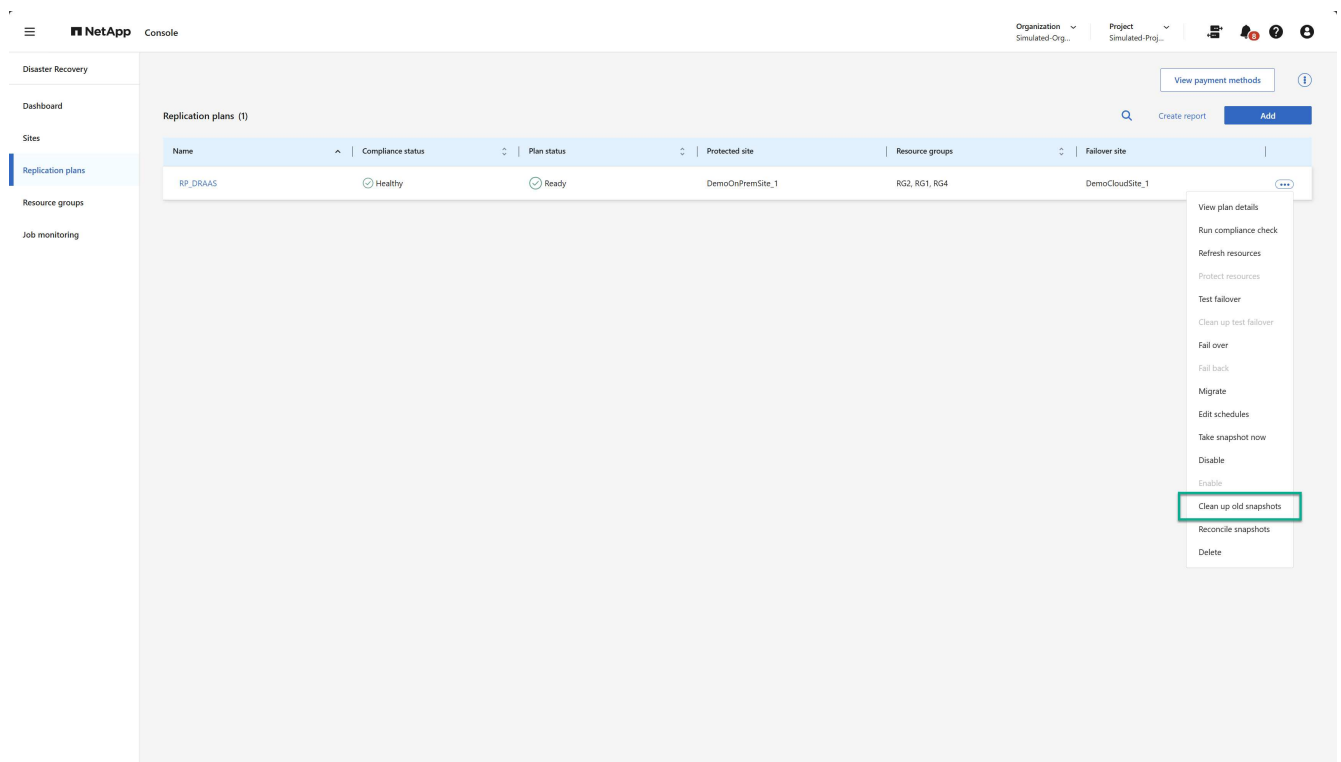 NetApp Console
Organization
Simulated-Org...
Project
Simulated-Proj...
8
Disaster Recovery
Dashboard
Sites
Replication plans
Resource groups
Job monitoring
View payment methods
Replication plans (1)
Create report
Add
Name Compliance status Plan status Protected site Resource groups Failover site
RP_DRAAS Healthy Ready DemoOnPremSite_1 RG2, RG1, RG4 DemoCloudSite_1
View plan details
Run compliance check
Refresh resources
Protect resources
Test failover
Clean up test failover
Fail over
Fail back
Migrate
Edit schedules
Take snapshot now
Disable
Enable
Clean up old snapshots
Reconcile snapshots
Delete